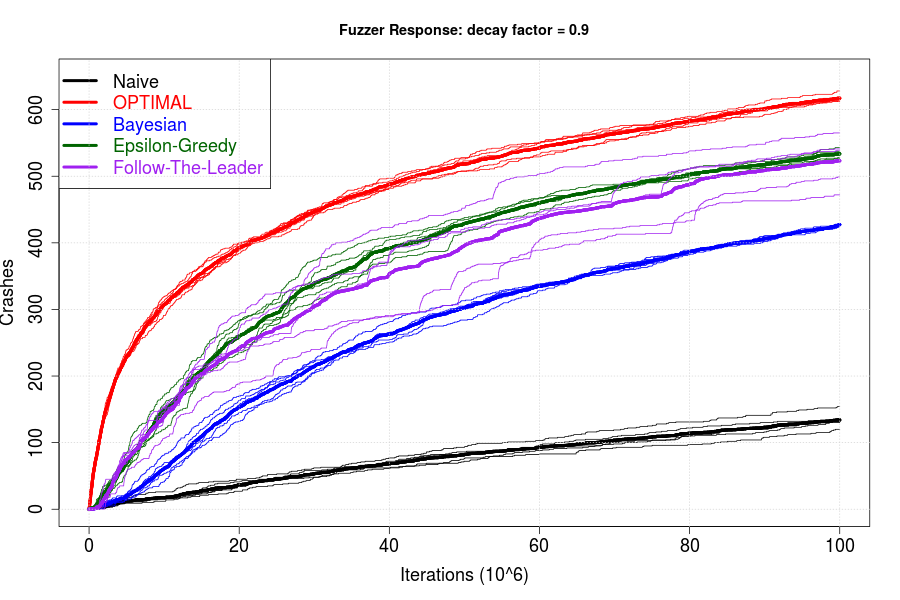 Fuzzer Response: decay factor = 0.9
Naive
OPTIMAL
Bayesian
Epsilon-Greedy
Follow-The-Leader
Crashes
600
500
400
300
200
100
0
0 20 40 60 80 100
Iterations (10^6)